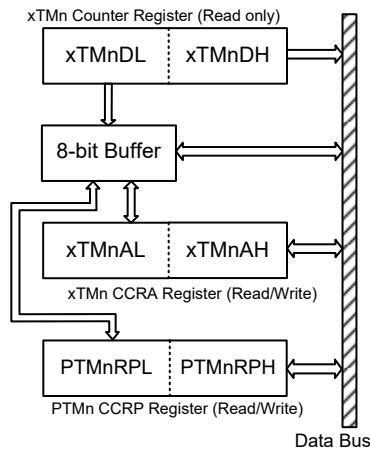 xTMn Counter Register (Read only)
xTMnDL xTMnDH
8-bit Buffer
xTMnAL xTMnAH
xTMn CCRA Register (Read/Write)
PTMnRPL PTMnRPH
PTMn CCRP Register (Read/Write)
Data Bus